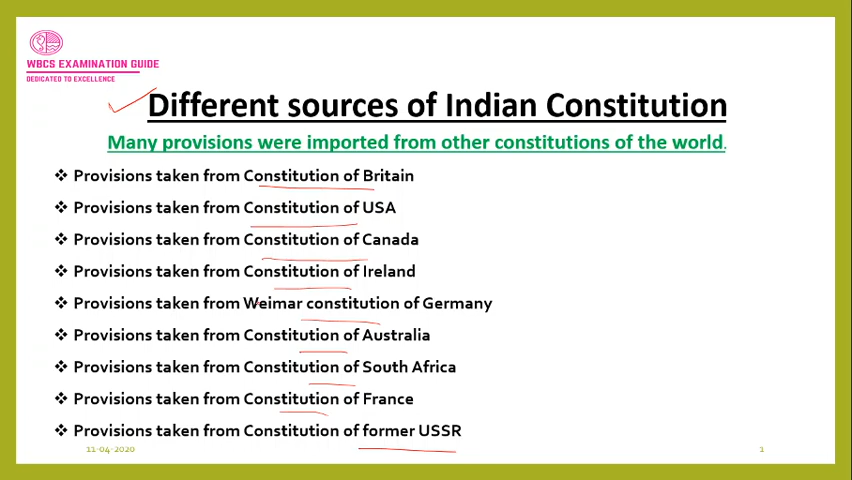 WBCS EXAMINATION GUIDE
DEDICATED TO EXCELLENCE
Different sources of Indian Constitution
Many provisions were imported from other constitutions of the world.
❖ Provisions taken from Constitution of Britain
❖ Provisions taken from Constitution of USA
❖ Provisions taken from Constitution of Canada
❖ Provisions taken from Constitution of Ireland
❖ Provisions taken from Weimar constitution of Germany
❖ Provisions taken from Constitution of Australia
❖ Provisions taken from Constitution of South Africa
❖ Provisions taken from Constitution of France
❖ Provisions taken from Constitution of former USSR
11-04-2020 1